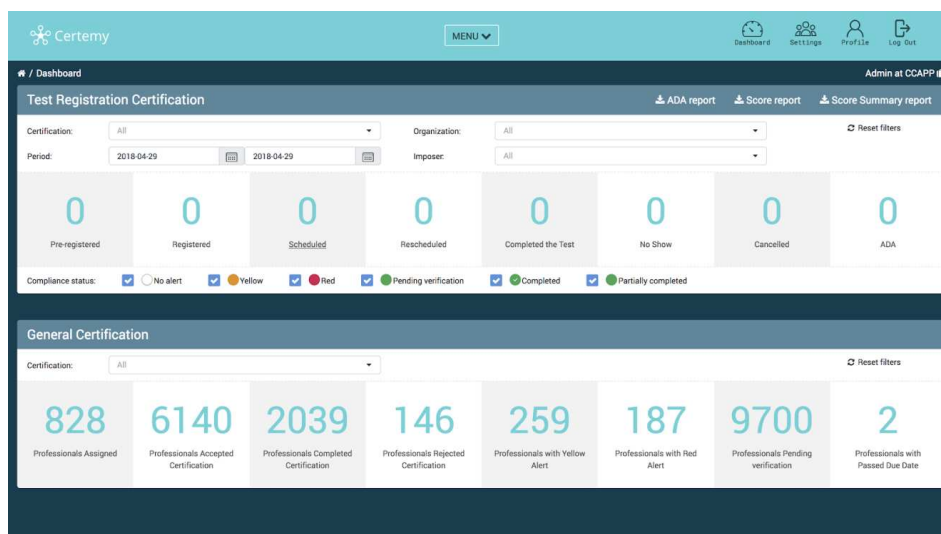 Certemy
MENU
Dashboard Settings Profile Log Out
/ Dashboard
Admin at CCAPP
Test Registration Certification
ADA report Score report Score Summary report
Certification: All Organization: All Reset filters
Period: 2018-04-29 2018-04-29 Imposer: All
0 0 0 0 0 0 0 0
Pre-registered Registered Scheduled Rescheduled Completed the Test No Show Cancelled ADA
Compliance status: No alert Yellow Red Pending verification Completed Partially completed
General Certification
Certification: All Reset filters
828 6140 2039 146 259 187 9700 2
Professionals Assigned Professionals Accepted Professionals Completed Professionals Rejected Professionals with Yellow Professionals with Red Professionals Pending Professionals with
Certification Certification Certification Alert Alert verification Passed Due Date